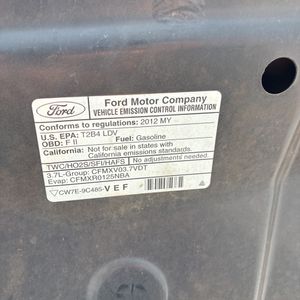 Ford
Ford Motor Company
VEHICLE EMISSION CONTROL INFORMATION
Conforms to regulations: 2012 MY
U.S. EPA: T2B4 LDV
OBD: F II Fuel: Gasoline
California: Not for sale in states with
California emissions standards.
TWC/HO2S/SFI/HAFS No adjustments needed.
3.7L-Group: CFMXV03.7VDT
Evap: CFMXR0125NBA
CW7E-9C485-VEF